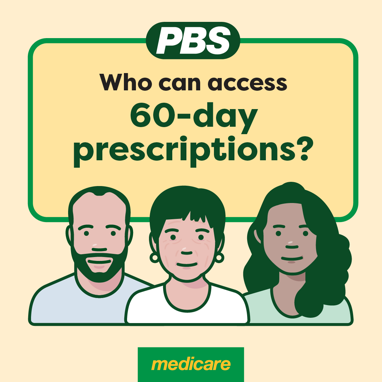 PBS
Who can access
60-day
prescriptions?
medicare